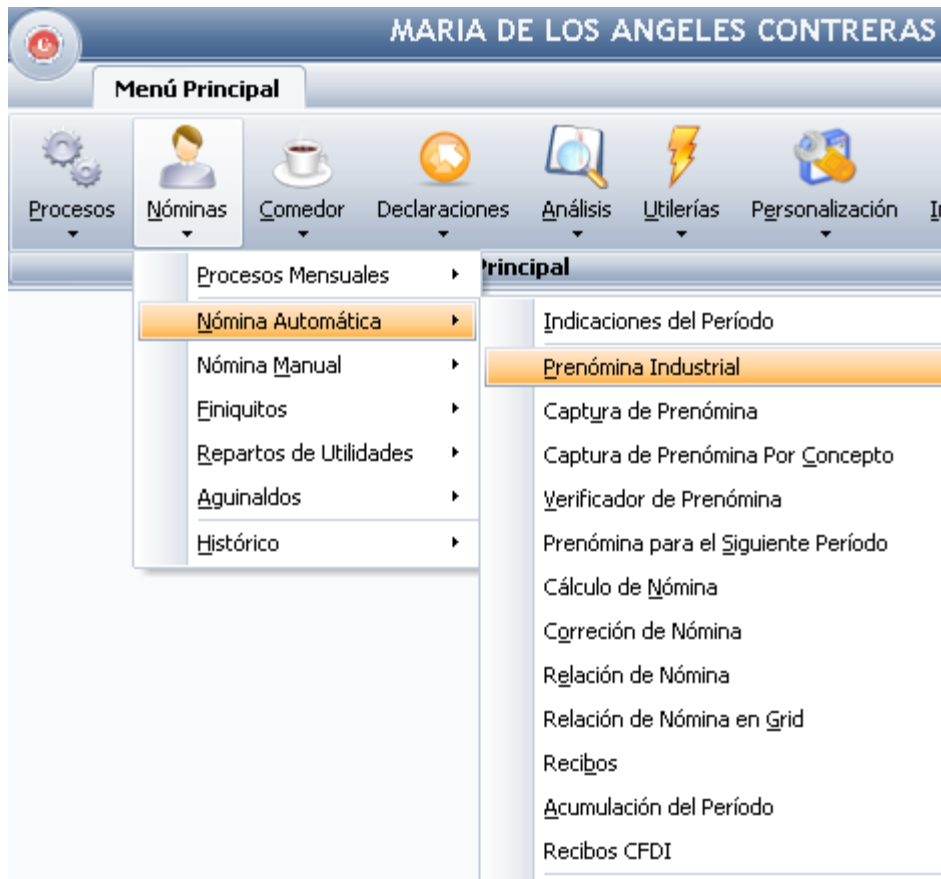 MARIA DE LOS ANGELES CONTRERAS
Menú Principal
Procesos
Nóminas
Comedor
Declaraciones
Análisis
Utilerías
Personalización
Procesos Mensuales
Nómina Automática
Nómina Manual
Finiquitos
Repartos de Utilidades
Aguinaldos
Histórico
rincipal
Indicaciones del Período
Prenómina Industrial
Captura de Prenómina
Captura de Prenómina Por Concepto
Verificador de Prenómina
Prenómina para el Siguiente Período
Cálculo de Nómina
Correción de Nómina
Relación de Nómina
Relación de Nómina en Grid
Recibos
Acumulación del Período
Recibos CFDI